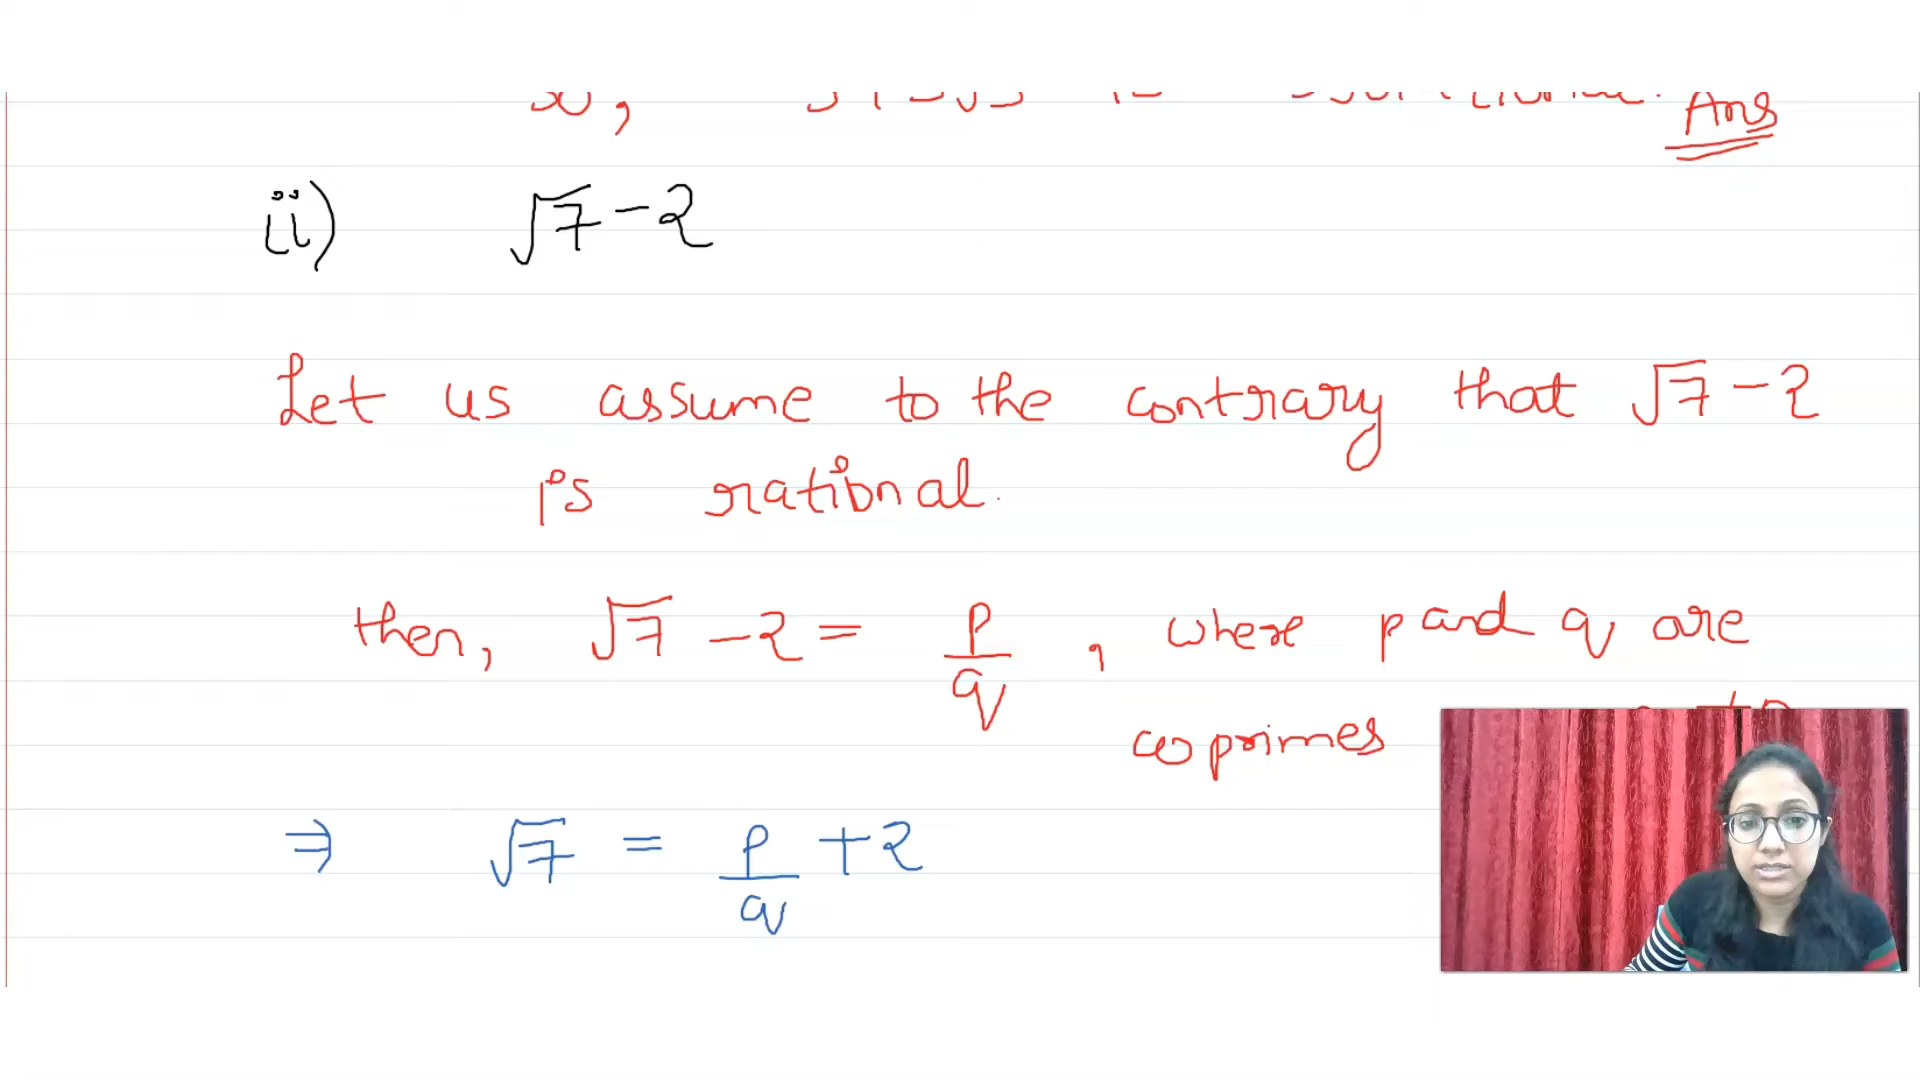 Ans
ii) √7 - 2
Let us assume to the contrary that √7 - 2
is rational.
then, √7 - 2 = p/q , where p and q are
coprimes
⇒ √7 = p/q + 2